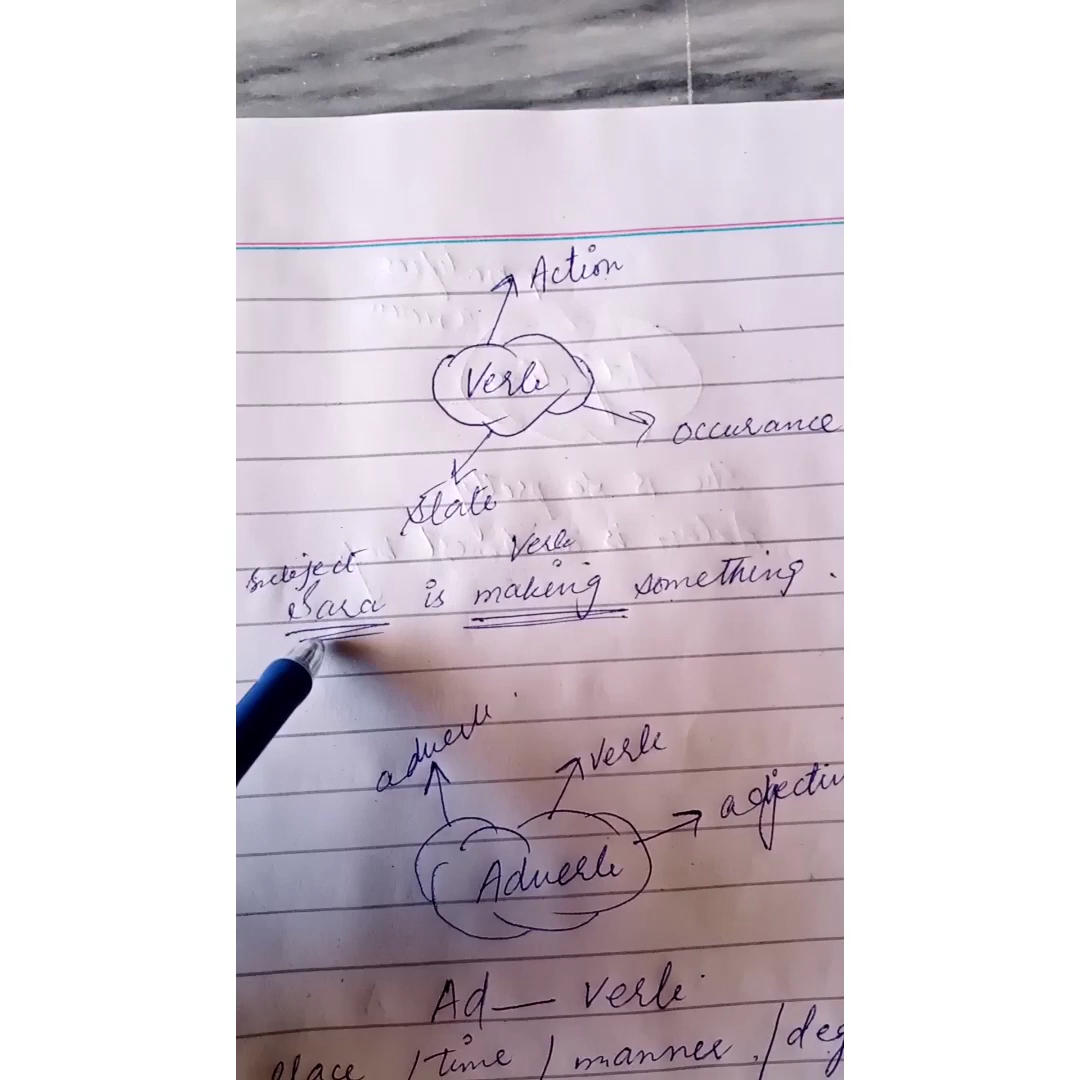 Action
Verb
occurance
State
Verb
Subject
Sara is making something.
adverb
Verb
adjectiv
Adverb
Ad — Verb
place / time / manner / deg